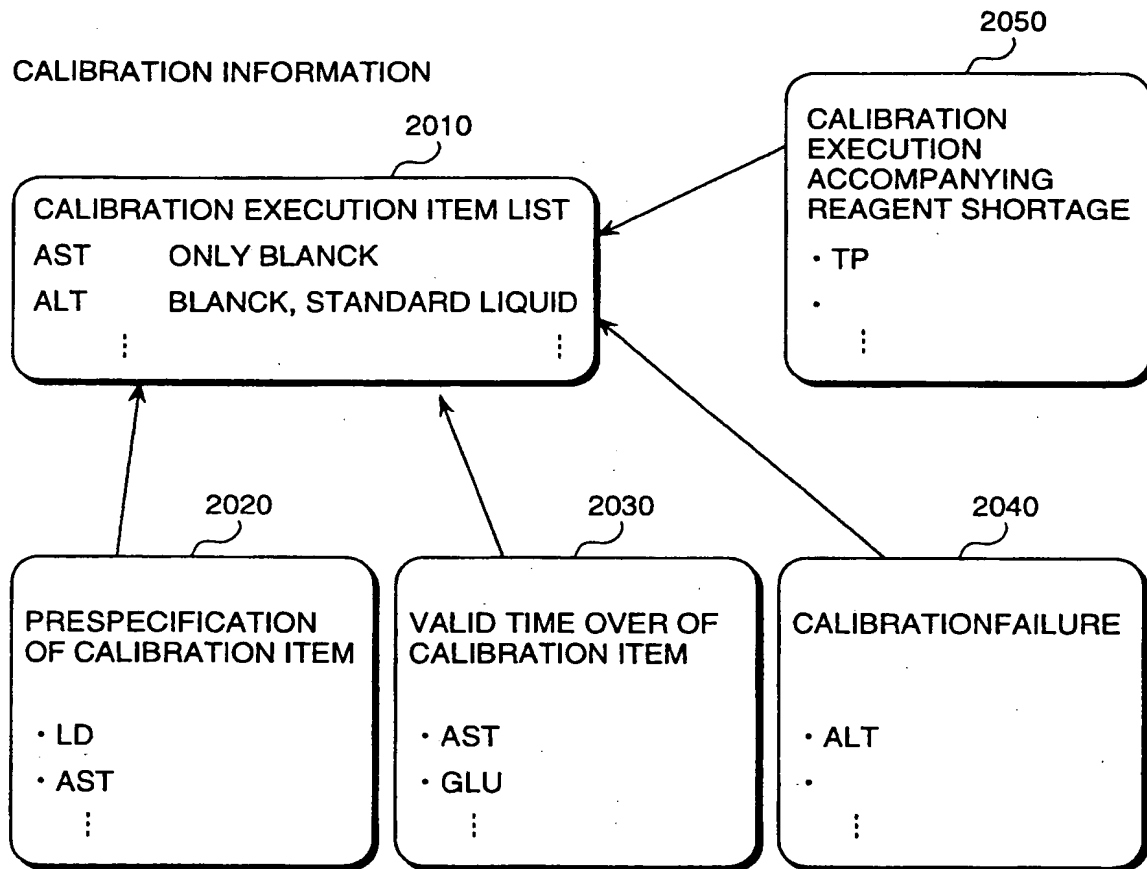 2050
CALIBRATION INFORMATION
2010
CALIBRATION EXECUTION ITEM LIST
AST ONLY BLANCK
ALT BLANCK, STANDARD LIQUID
CALIBRATION
EXECUTION
ACCOMPANYING
REAGENT SHORTAGE
・TP
・
2020
PRESPECIFICATION
OF CALIBRATION ITEM
・LD
・AST
2030
VALID TIME OVER OF
CALIBRATION ITEM
・AST
・GLU
2040
CALIBRATIONFAILURE
・ALT
・